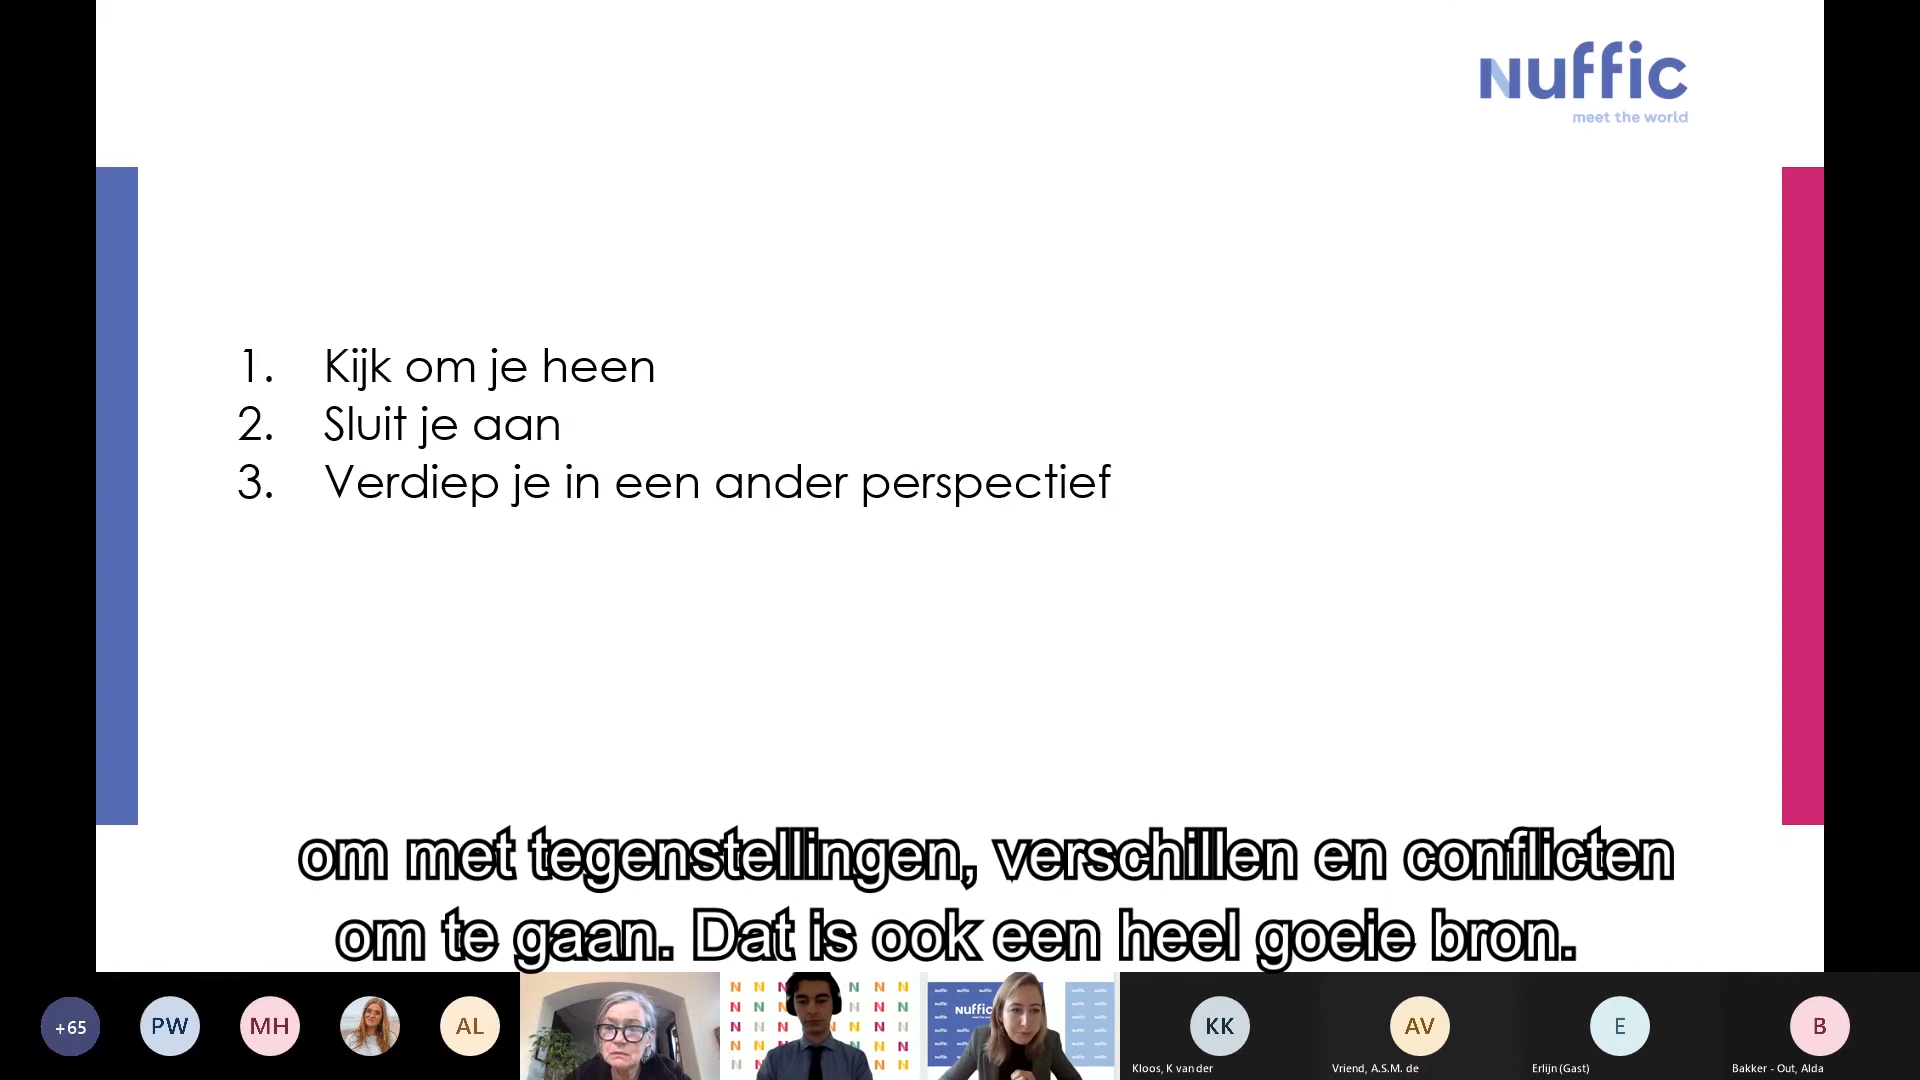 Nuffic
meet the world
1. Kijk om je heen
2. Sluit je aan
3. Verdiep je in een ander perspectief
om met tegenstellingen, verschillen en conflicten
om te gaan. Dat is ook een heel goeie bron.
+65
PW
MH
AL
Nuffic
KK
AV
E
B
Kloos, K van der
Vriend, A.S.M. de
Erlijn (Gast)
Bakker - Out, Alda